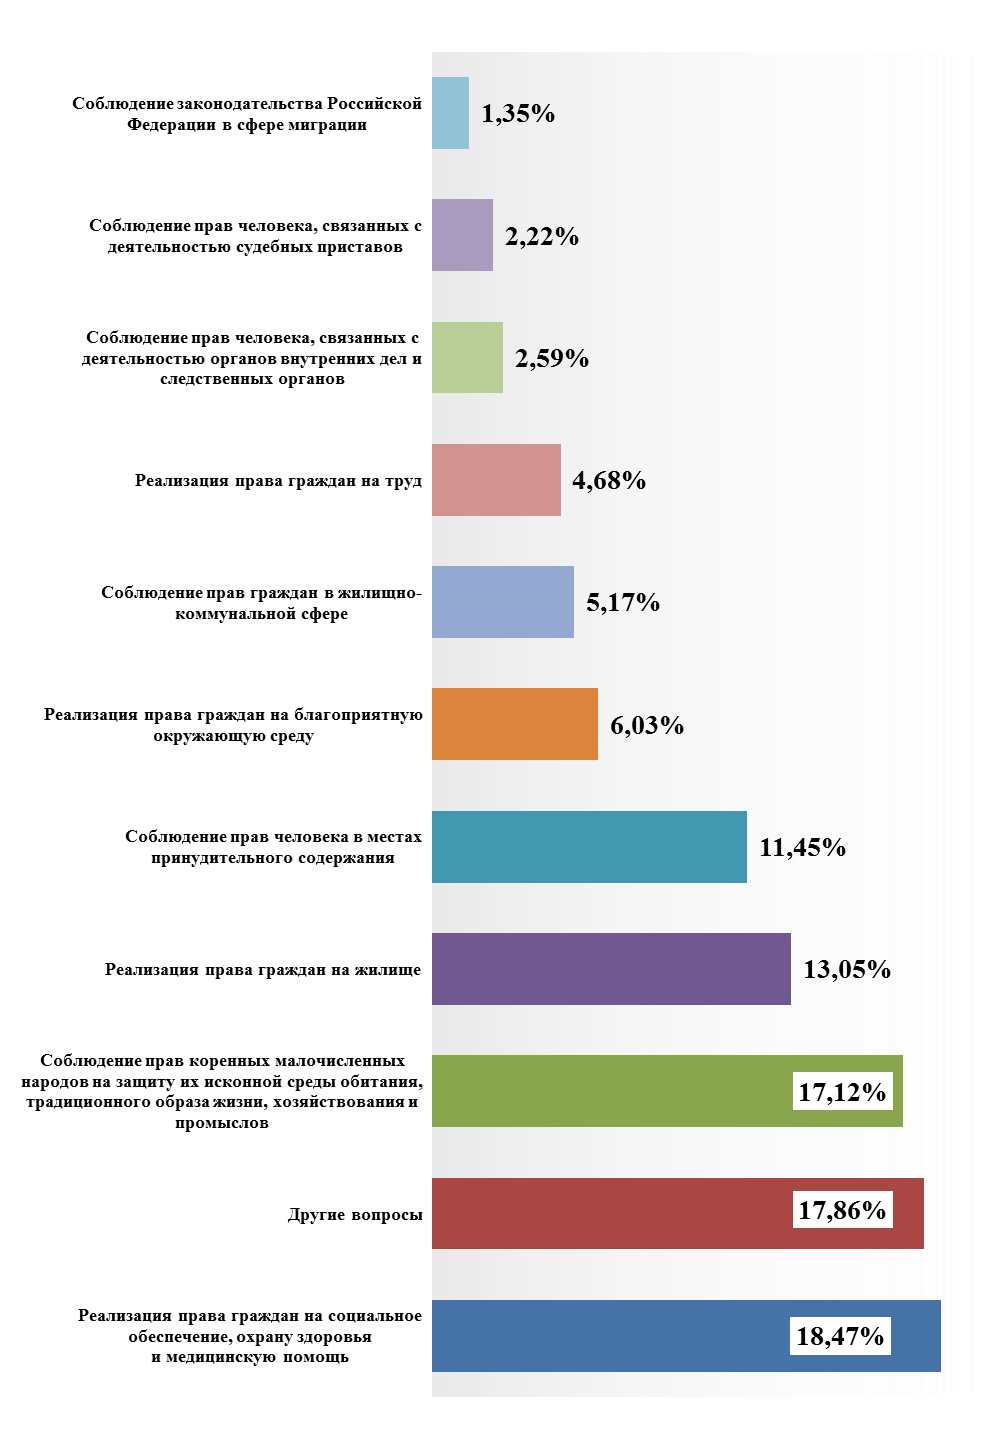 Соблюдение законодательства Российской
Федерации в сфере миграции
1,35%
Соблюдение прав человека, связанных с
деятельностью судебных приставов
2,22%
Соблюдение прав человека, связанных с
деятельностью органов внутренних дел и
следственных органов
2,59%
Реализация права граждан на труд
4,68%
Соблюдение прав граждан в жилищно-
коммунальной сфере
5,17%
Реализация права граждан на благоприятную
окружающую среду
6,03%
Соблюдение прав человека в местах
принудительного содержания
11,45%
Реализация права граждан на жилище
13,05%
Соблюдение прав коренных малочисленных
народов на защиту их исконной среды обитания,
традиционного образа жизни, хозяйствования и
промыслов
17,12%
Другие вопросы
17,86%
Реализация права граждан на социальное
обеспечение, охрану здоровья
и медицинскую помощь
18,47%